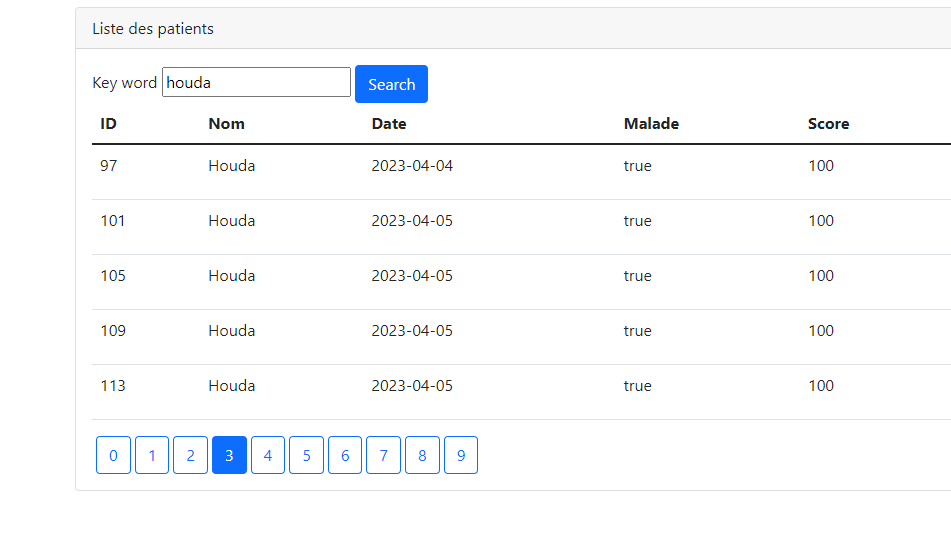 Liste des patients
Key word houda Search
ID Nom Date Malade Score
97 Houda 2023-04-04 true 100
101 Houda 2023-04-05 true 100
105 Houda 2023-04-05 true 100
109 Houda 2023-04-05 true 100
113 Houda 2023-04-05 true 100
0 1 2 3 4 5 6 7 8 9